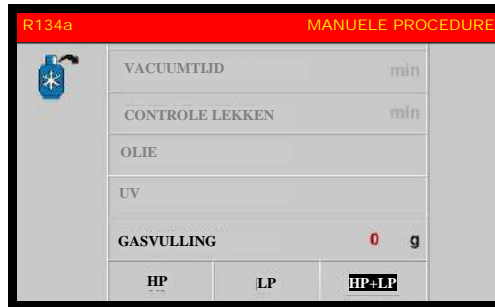 R134a MANUELE PROCEDURE
VACUUMTIJD min
CONTROLE LEKKEN min
OLIE
UV
GASVULLING 0 g
HP LP HP+LP